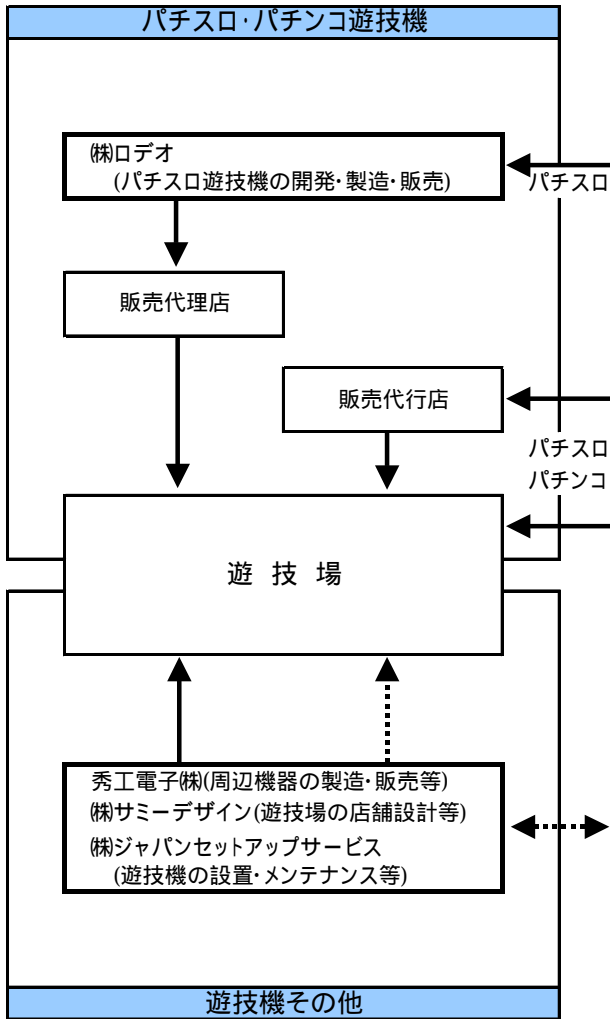 パチスロ・パチンコ遊技機
㈱ロデオ
(パチスロ遊技機の開発・製造・販売)
パチスロ
販売代理店
販売代行店
パチスロ
パチンコ
遊 技 場
秀工電子㈱(周辺機器の製造・販売等)
㈱サミーデザイン(遊技場の店舗設計等)
㈱ジャパンセットアップサービス
(遊技機の設置・メンテナンス等)
遊技機その他